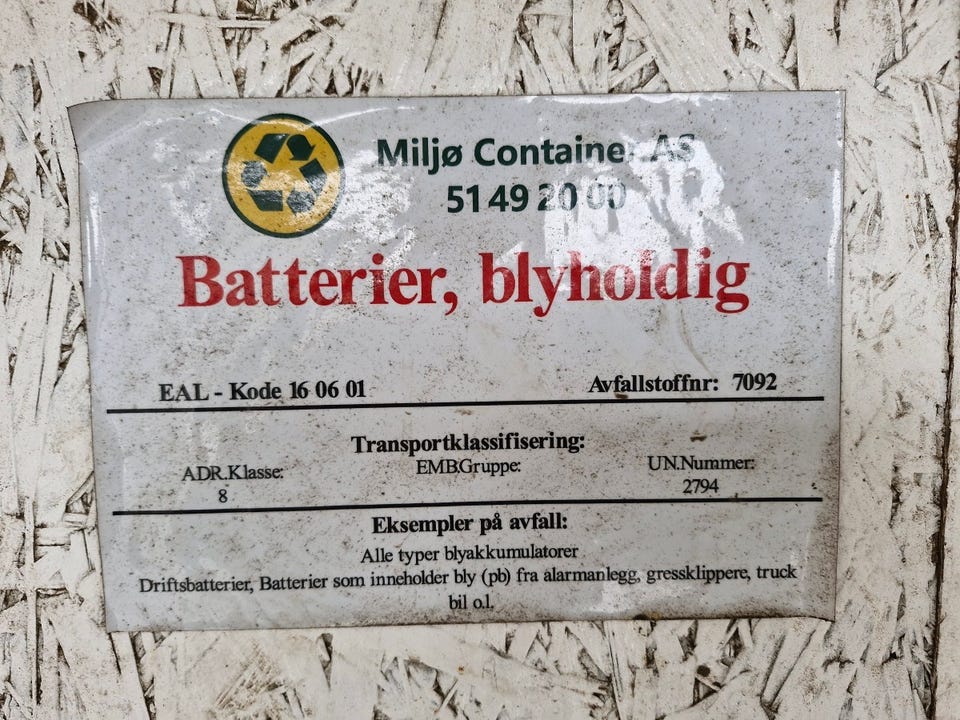 Miljø Container AS
51 49 20 00
Batterier, blyholdig
EAL - Kode 16 06 01 Avfallstoffnr: 7092
Transportklassifisering:
ADR.Klasse: EMB.Gruppe: UN.Nummer:
8 2794
Eksempler på avfall:
Alle typer blyakkumulatorer
Driftsbatterier, Batterier som inneholder bly (pb) fra alarmanlegg, gressklippere, truck
bil o.l.